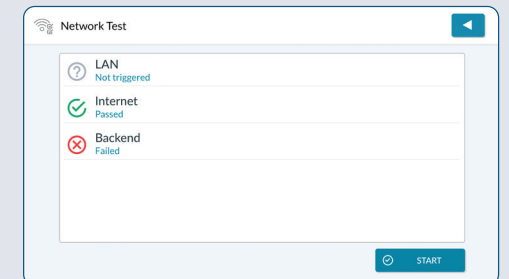 Network Test
LAN
Not triggered
Internet
Passed
Backend
Failed
START